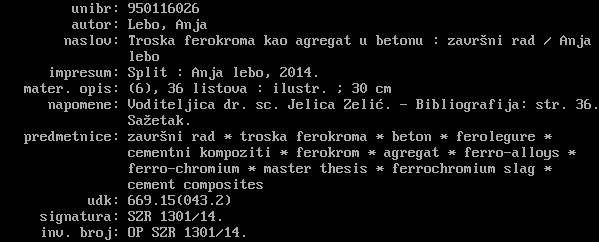 unibr: 950116026
autor: Lebo, Anja
naslov: Troska ferokroma kao agregat u betonu : završni rad / Anja
lebo
impresum: Split : Anja lebo, 2014.
mater. opis: (6), 36 listova : ilustr. ; 30 cm
napomene: Voditeljica dr. sc. Jelica Zelić. - Bibliografija: str. 36.
Sažetak.
predmetnice: završni rad * troska ferokroma * beton * ferolegure *
cementni kompoziti * ferokrom * agregat * ferro-alloys *
ferro-chromium * master thesis * ferrochromium slag *
cement composites
udk: 669.15(043.2)
signatura: SZR 1301/14.
inv. broj: OP SZR 1301/14.